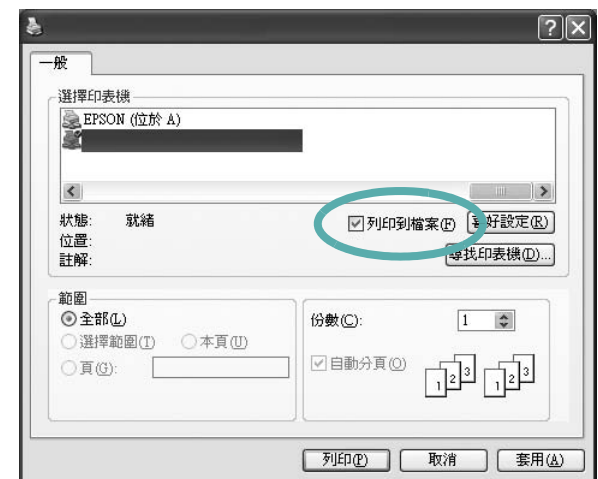 一般
選擇印表機
EPSON (位於 A)
狀態: 就緒
位置:
註解:
列印到檔案(F)
好設定(R)
尋找印表機(D)...
範圍
全部(L)
選擇範圍(T) 本頁(U)
頁(G):
份數(C): 1
自動分頁(O)
1 2 3 1 2 3
列印(P) 取消 套用(A)